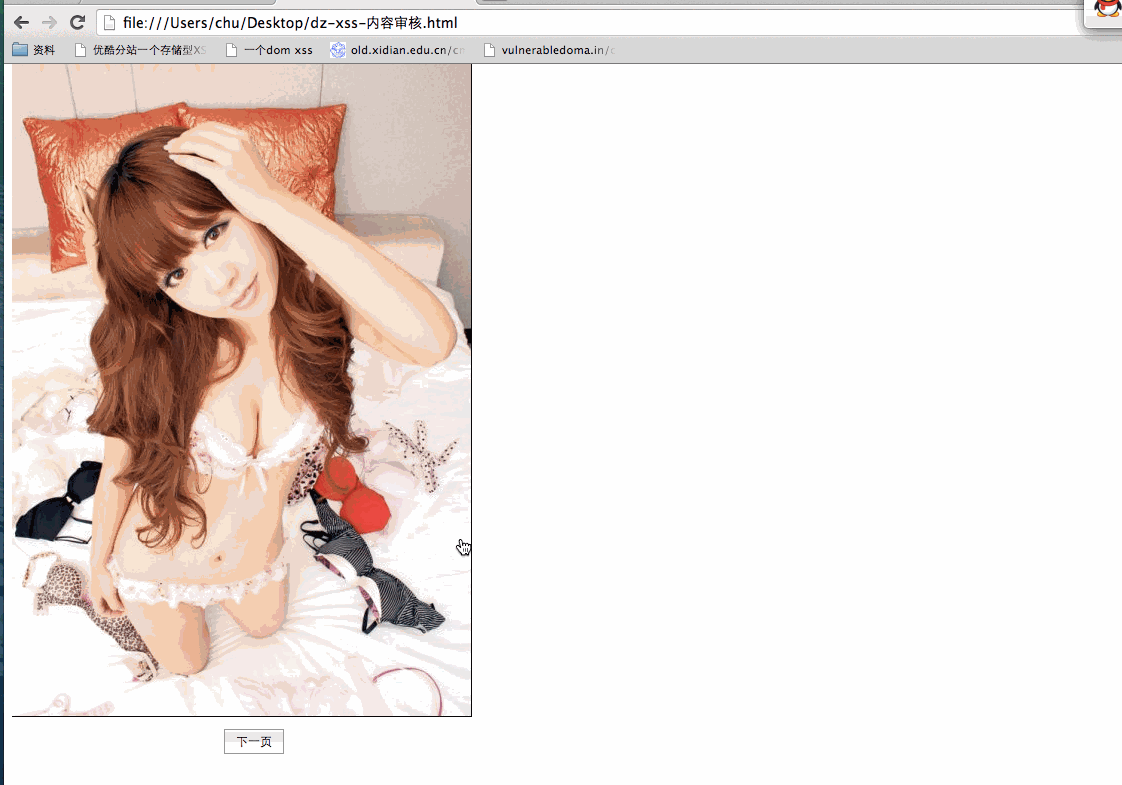 file:///Users/chu/Desktop/dz-xss-内容审核.html
资料 优酷分站一个存储型XS 一个dom xss old.xidian.edu.cn/cm vulnerabledoma.in/
下一页